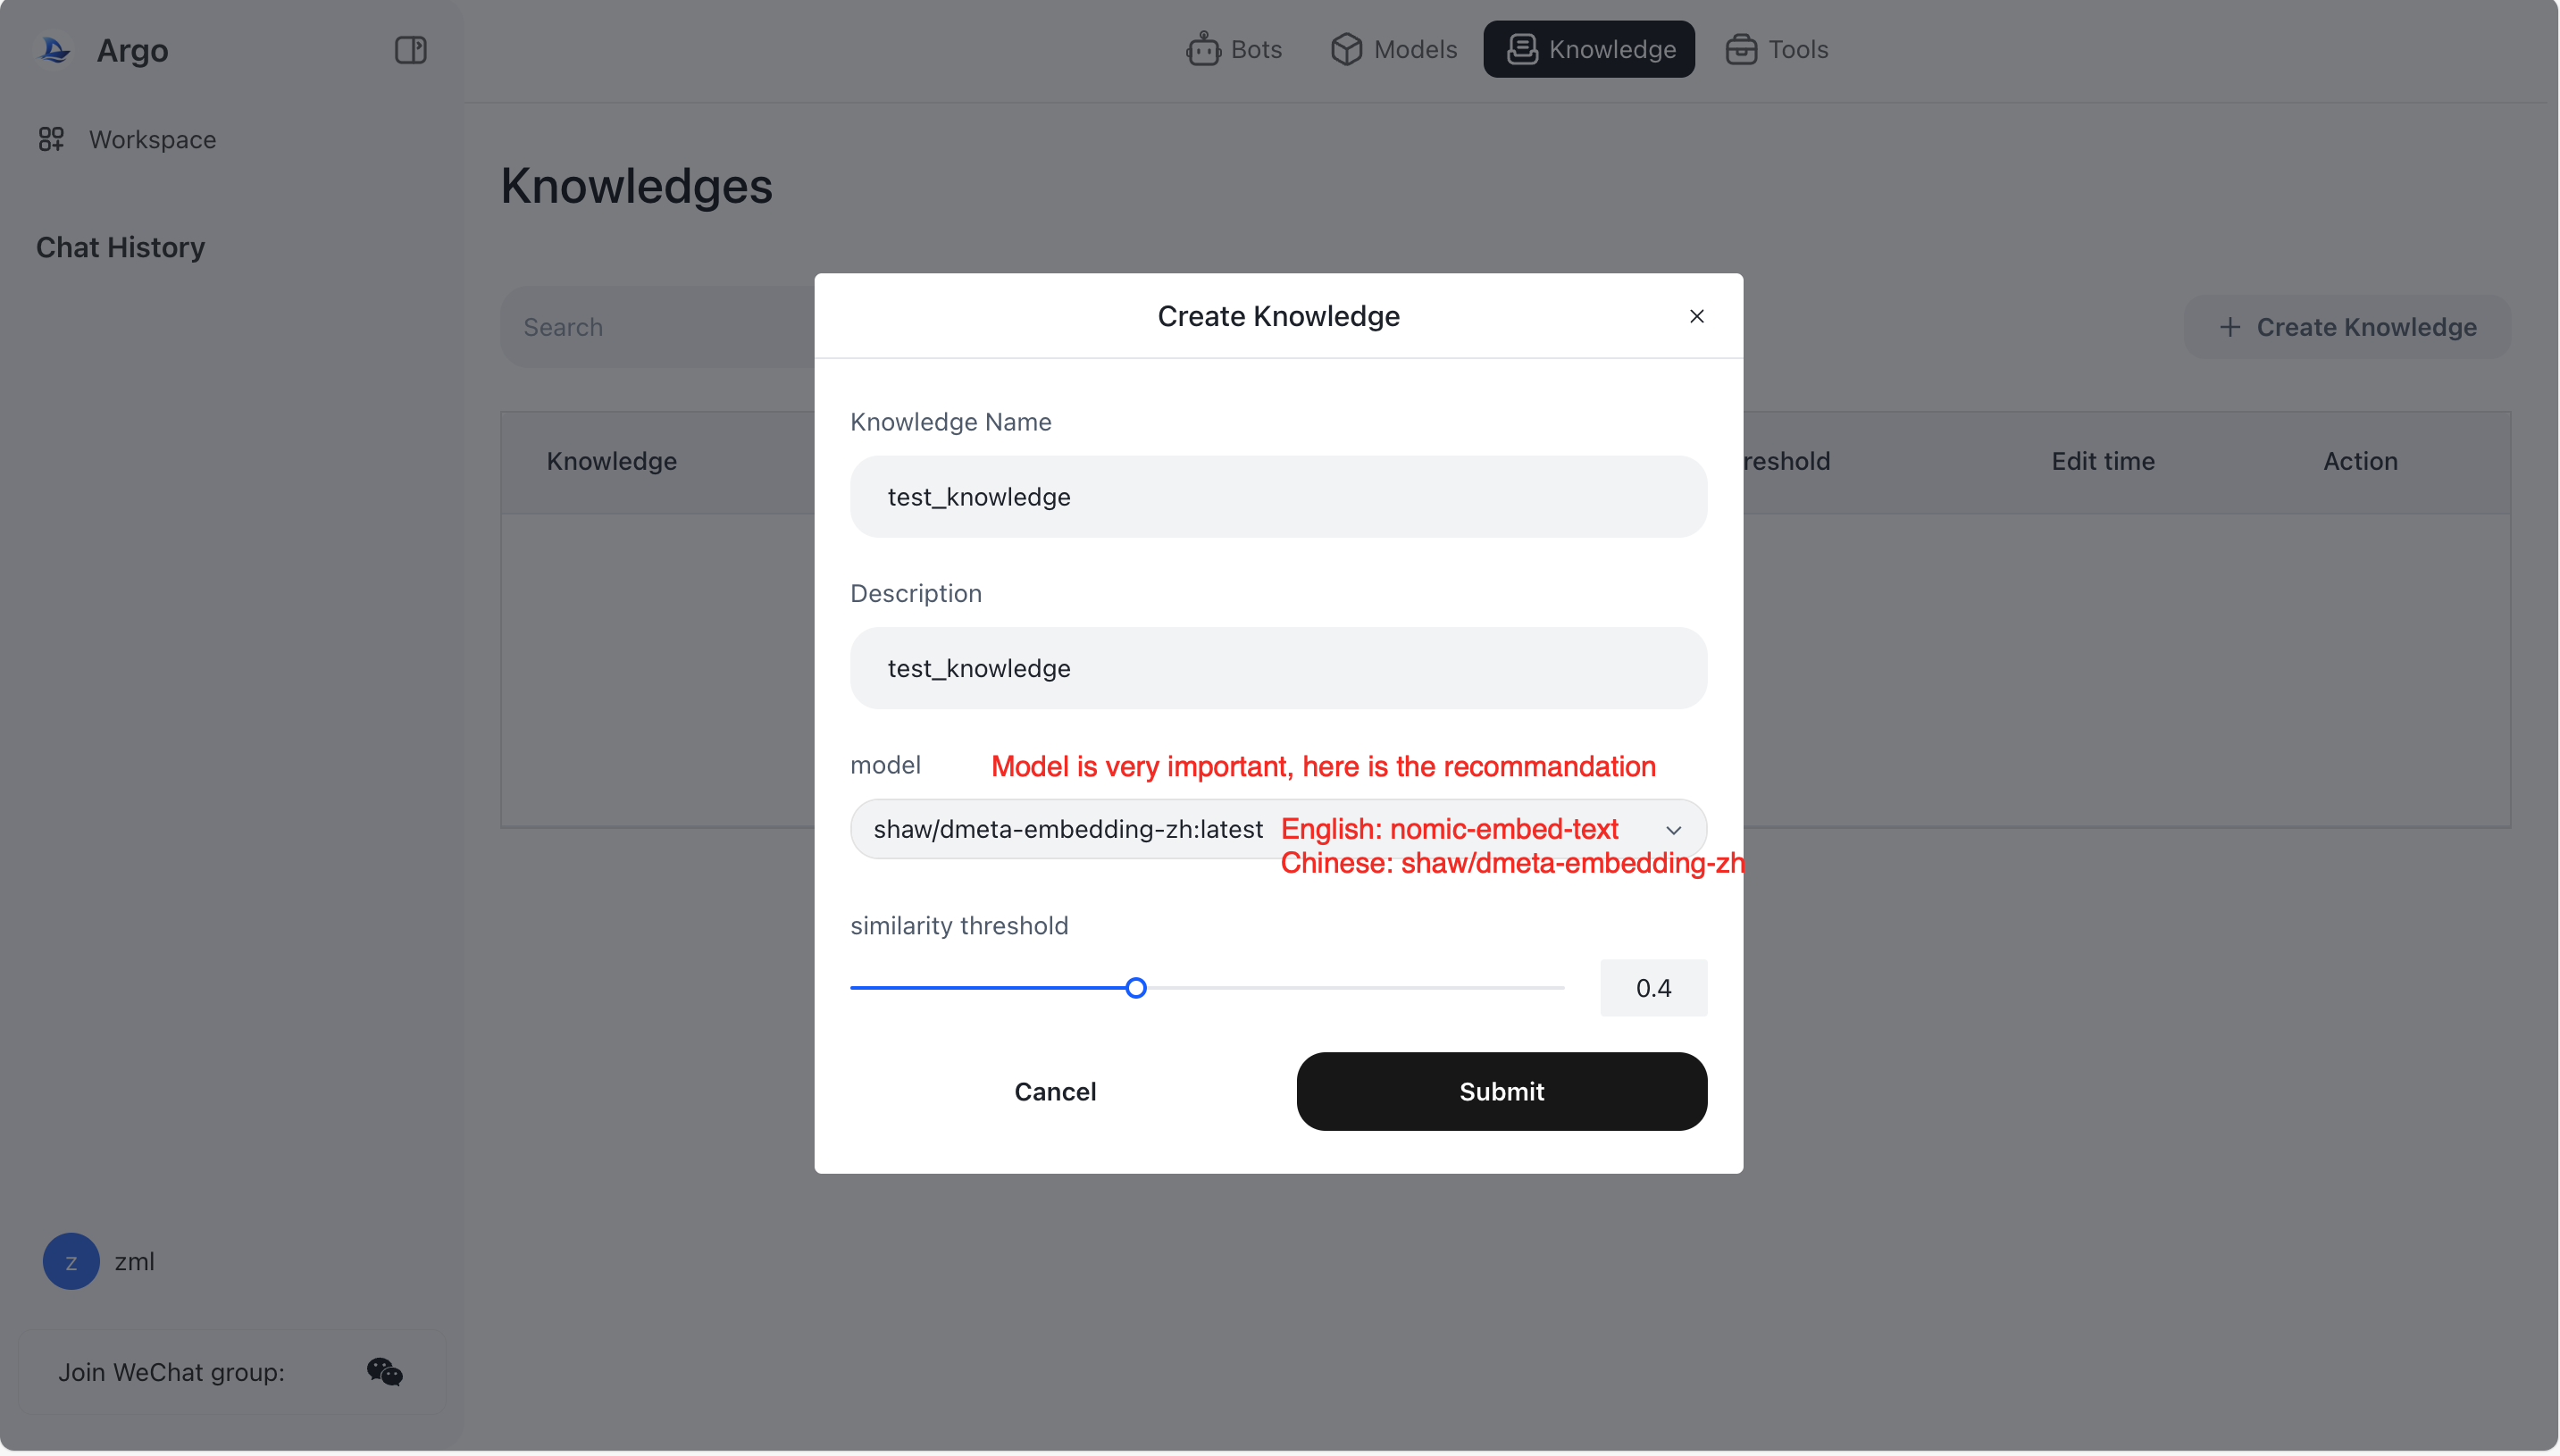 Argo
Bots
Models
Knowledge
Tools
Workspace
Knowledges
Chat History
Search
Create Knowledge
Knowledge
reshold
Edit time
Action
Create Knowledge
Knowledge Name
test_knowledge
Description
test_knowledge
model
Model is very important, here is the recommandation
shaw/dmeta-embedding-zh:latest
English: nomic-embed-text
Chinese: shaw/dmeta-embedding-zh
similarity threshold
0.4
Cancel
Submit
z
zml
Join WeChat group: